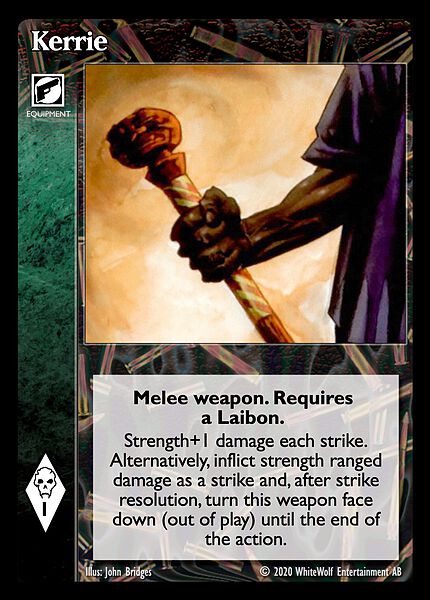 Kerrie
EQUIPMENT
Melee weapon. Requires
a Laibon.
Strength+1 damage each strike.
Alternatively, inflict strength ranged
damage as a strike and, after strike
resolution, turn this weapon face
down (out of play) until the end of
the action.
I
Illus: John Bridges
© 2020 WhiteWolf Entertainment AB